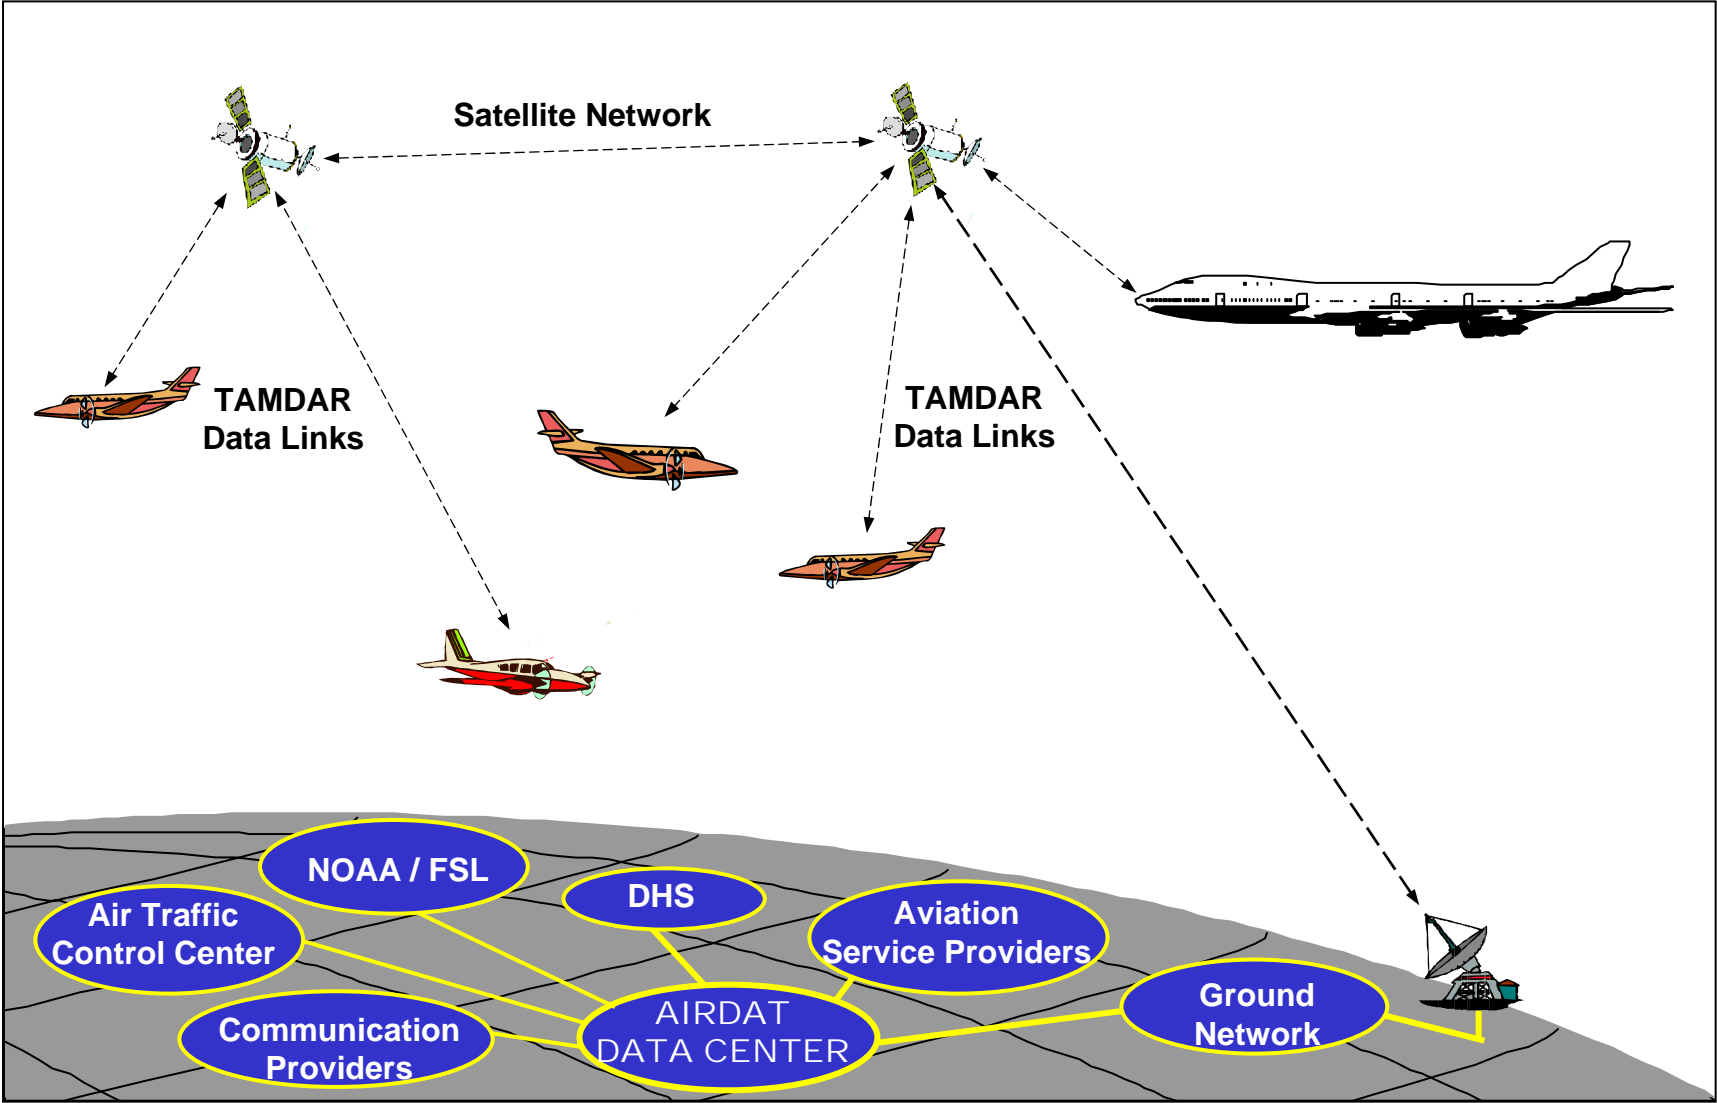 Satellite Network
TAMDAR
Data Links
TAMDAR
Data Links
NOAA / FSL
DHS
Air Traffic
Control Center
Aviation
Service Providers
Communication
Providers
AIRDAT
DATA CENTER
Ground
Network